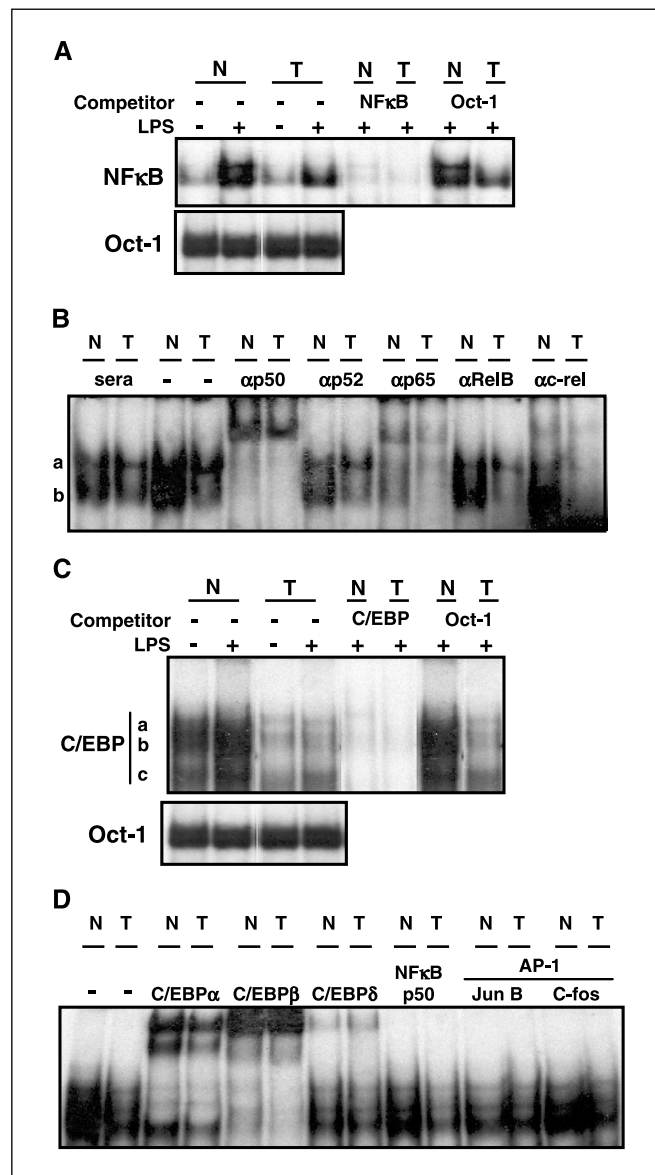 A
N T N T
Competitor - - - - NFκB Oct-1
LPS - + - + + + + +
NFκB
Oct-1
B
N T N T N T N T N T N T N T
sera - - αp50 αp52 αp65 αRelB αc-rel
a
b
C
N T N T N T
Competitor - - - - C/EBP Oct-1
LPS - + - + + + + +
a
C/EBP b
c
Oct-1
D
N T N T N T N T N T N T N T
NFκB AP-1
- - C/EBPα C/EBPβ C/EBPδ p50 Jun B C-fos